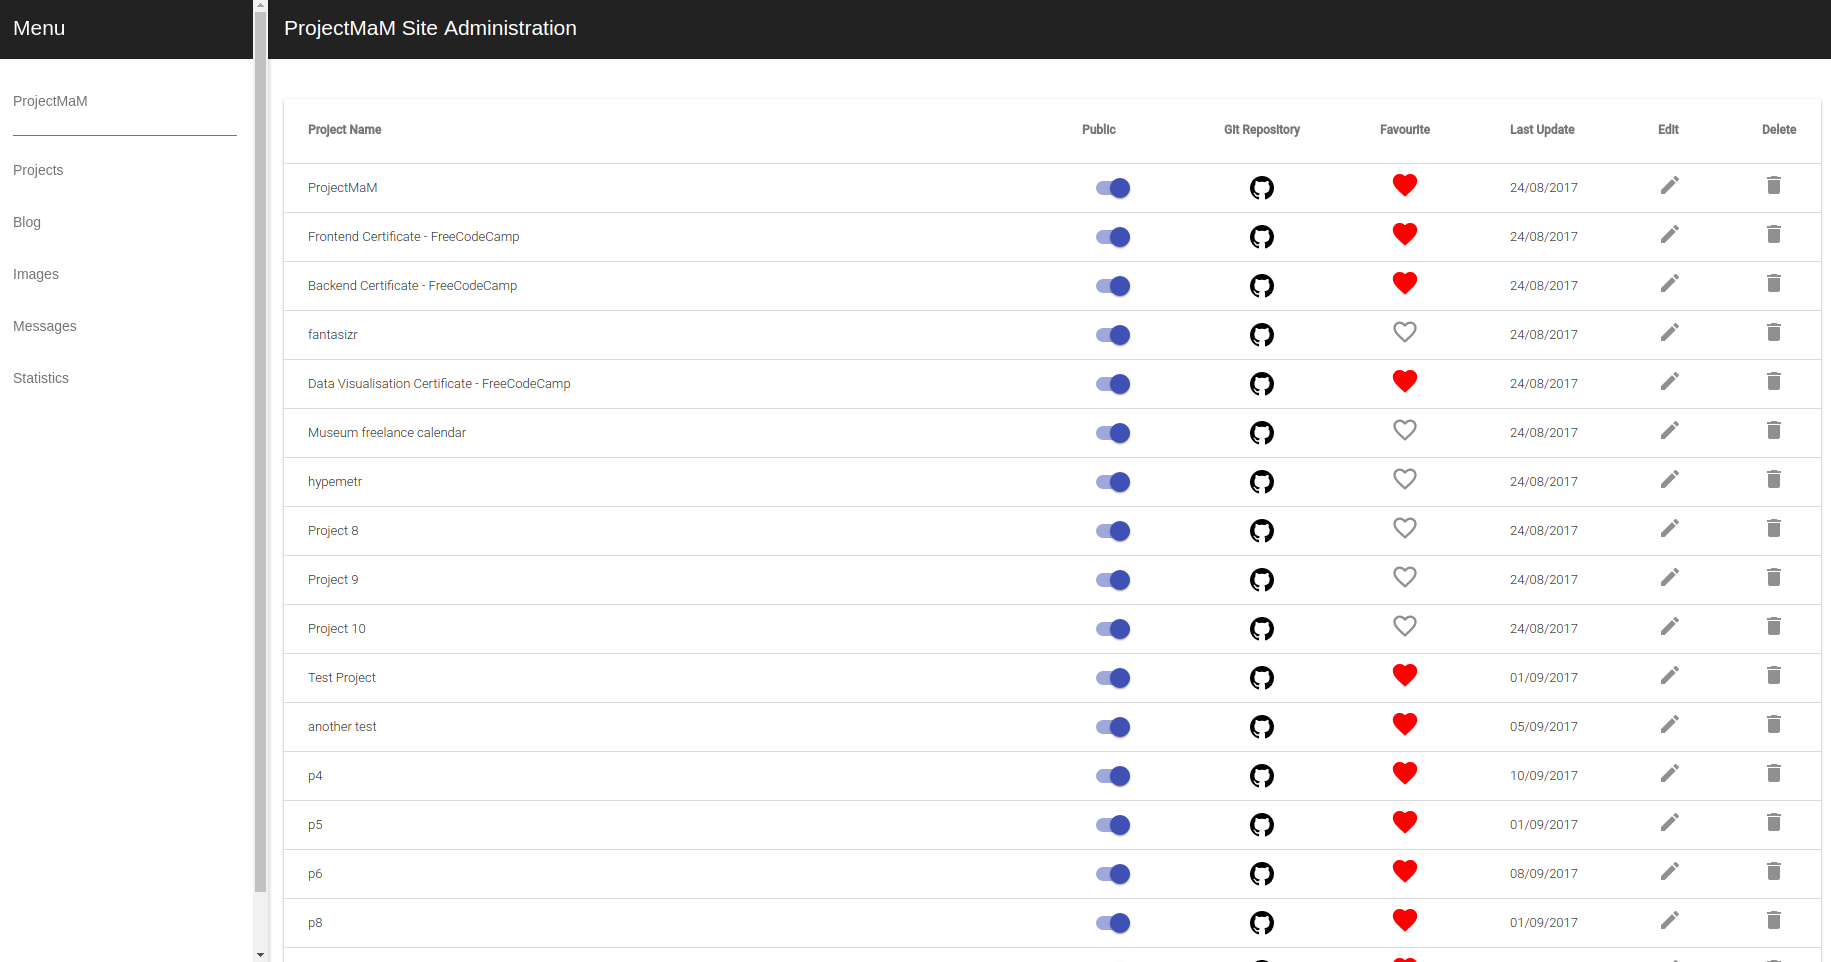 Menu
ProjectMaM Site Administration
ProjectMaM
Projects
Blog
Images
Messages
Statistics
Project Name Public Git Repository Favourite Last Update Edit Delete
ProjectMaM 24/08/2017
Frontend Certificate - FreeCodeCamp 24/08/2017
Backend Certificate - FreeCodeCamp 24/08/2017
fantasizr 24/08/2017
Data Visualisation Certificate - FreeCodeCamp 24/08/2017
Museum freelance calendar 24/08/2017
hypemetr 24/08/2017
Project 8 24/08/2017
Project 9 24/08/2017
Project 10 24/08/2017
Test Project 01/09/2017
another test 05/09/2017
p4 10/09/2017
p5 01/09/2017
p6 08/09/2017
p8 01/09/2017